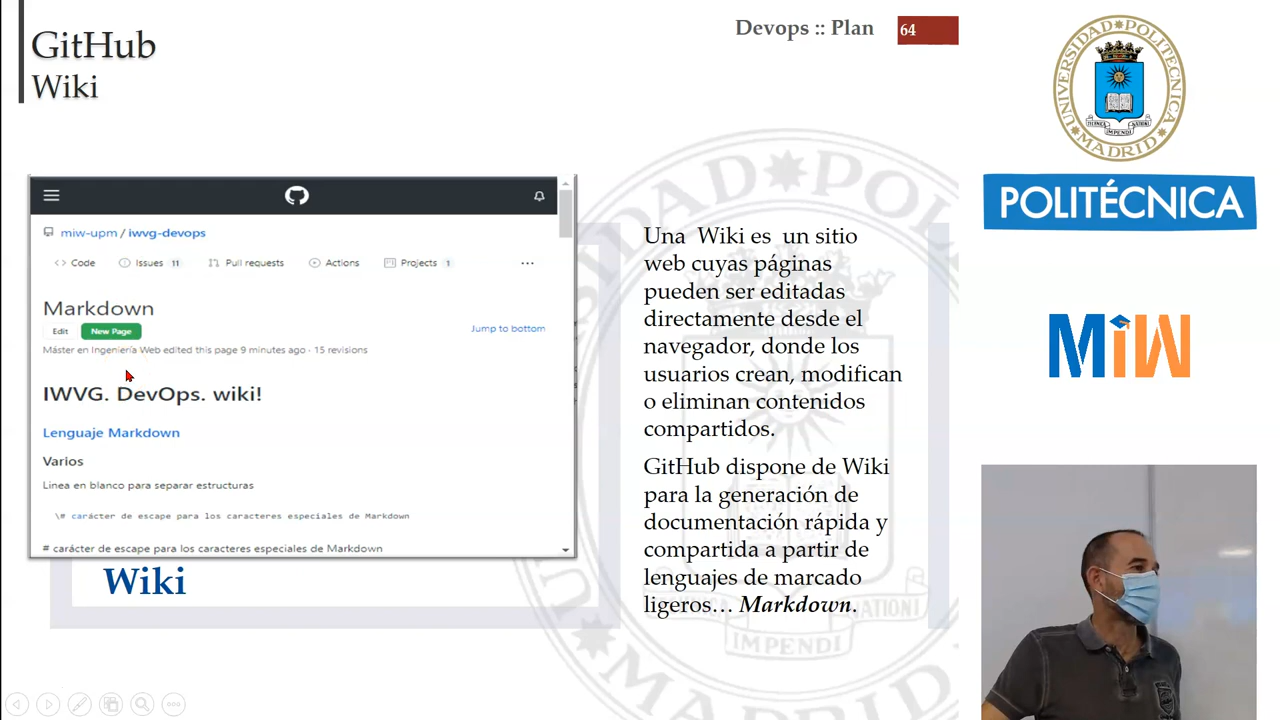 GitHub
Wiki
Devops :: Plan
64
miw-upm / iwvg-devops
Code
Issues 11
Pull requests
Actions
Projects 1
Markdown
Edit
New Page
Jump to bottom
Máster en Ingeniería Web edited this page 9 minutes ago · 15 revisions
IWVG. DevOps. wiki!
Lenguaje Markdown
Varios
Linea en blanco para separar estructuras
\# carácter de escape para los caracteres especiales de Markdown
# carácter de escape para los caracteres especiales de Markdown
Wiki
Una Wiki es un sitio
web cuyas páginas
pueden ser editadas
directamente desde el
navegador, donde los
usuarios crean, modifican
o eliminan contenidos
compartidos.
GitHub dispone de Wiki
para la generación de
documentación rápida y
compartida a partir de
lenguajes de marcado
ligeros… Markdown.
UNIVERSIDAD POLITÉCNICA
MADRID
IMPENDI
POLITÉCNICA
MiW